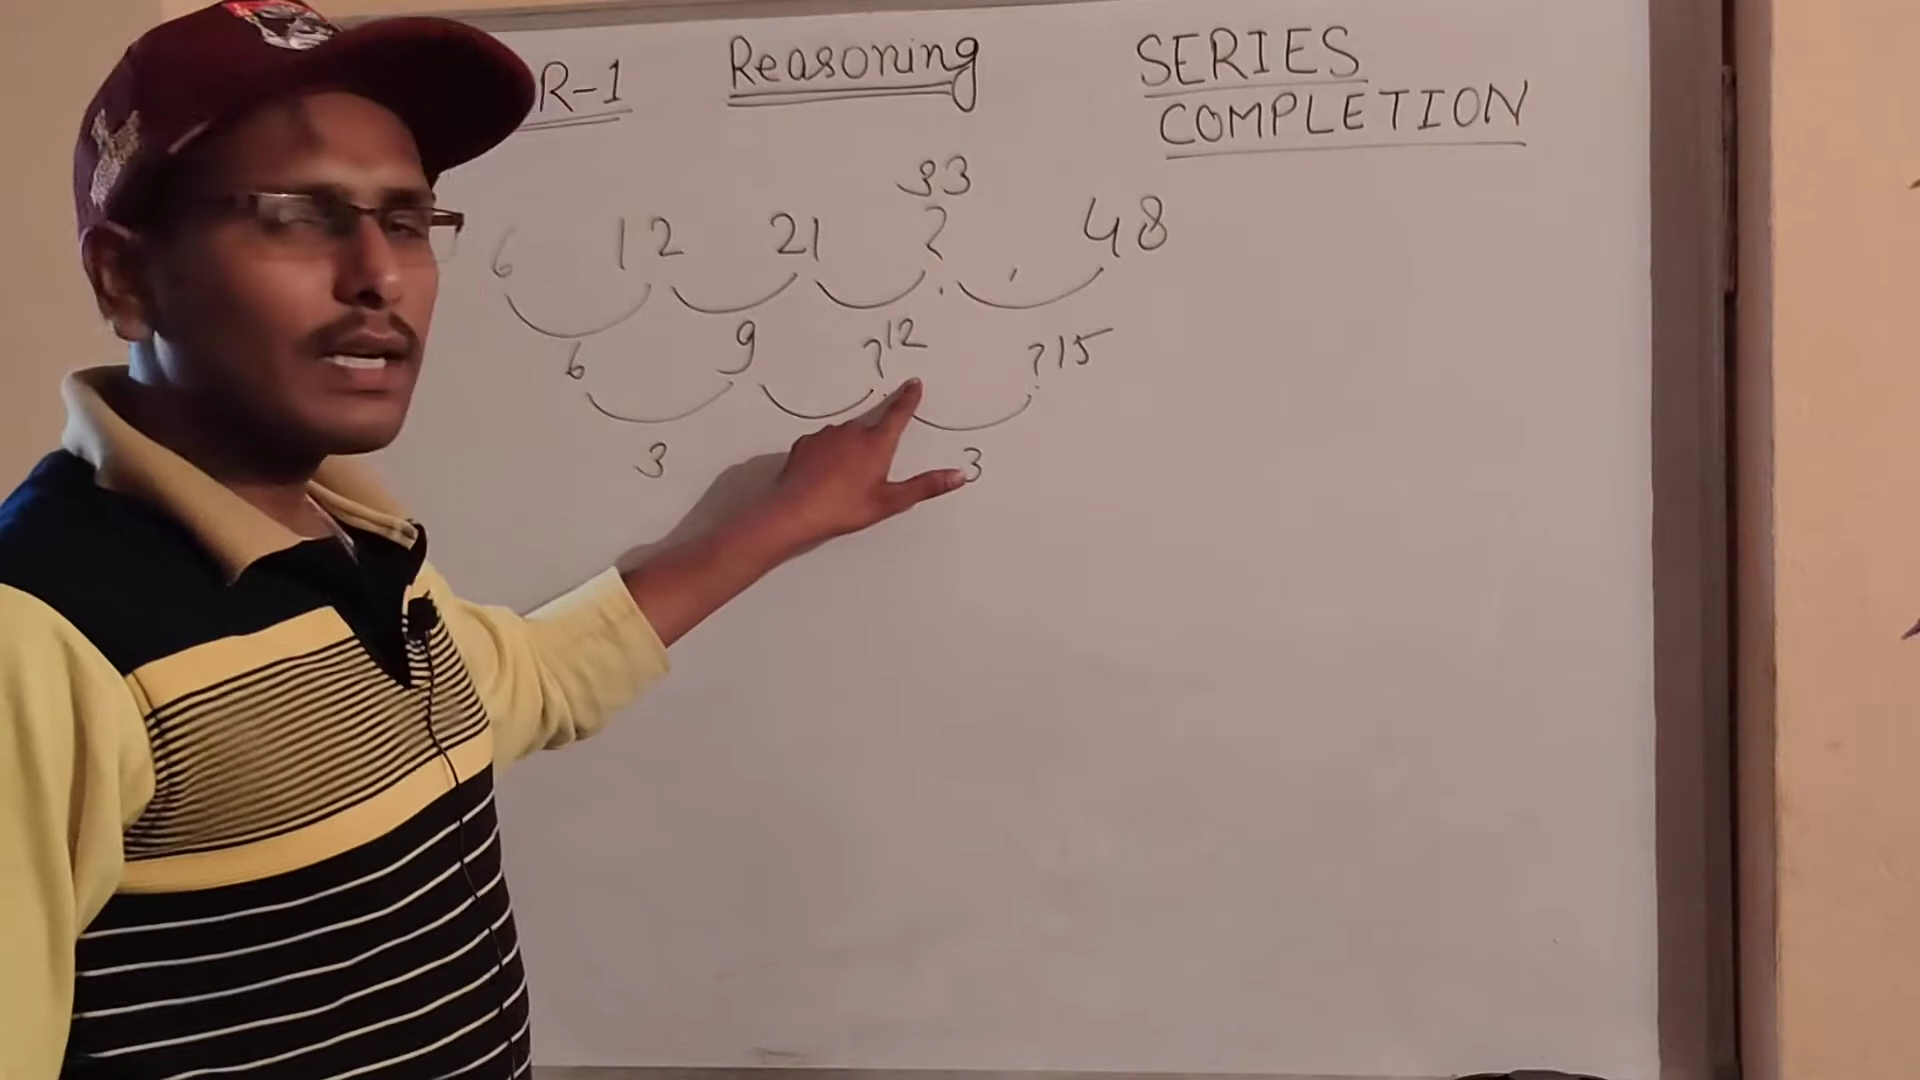 R-1 Reasoning SERIES
COMPLETION
33
6 12 21 ? 48
6 9 ?12 ?15
3 3